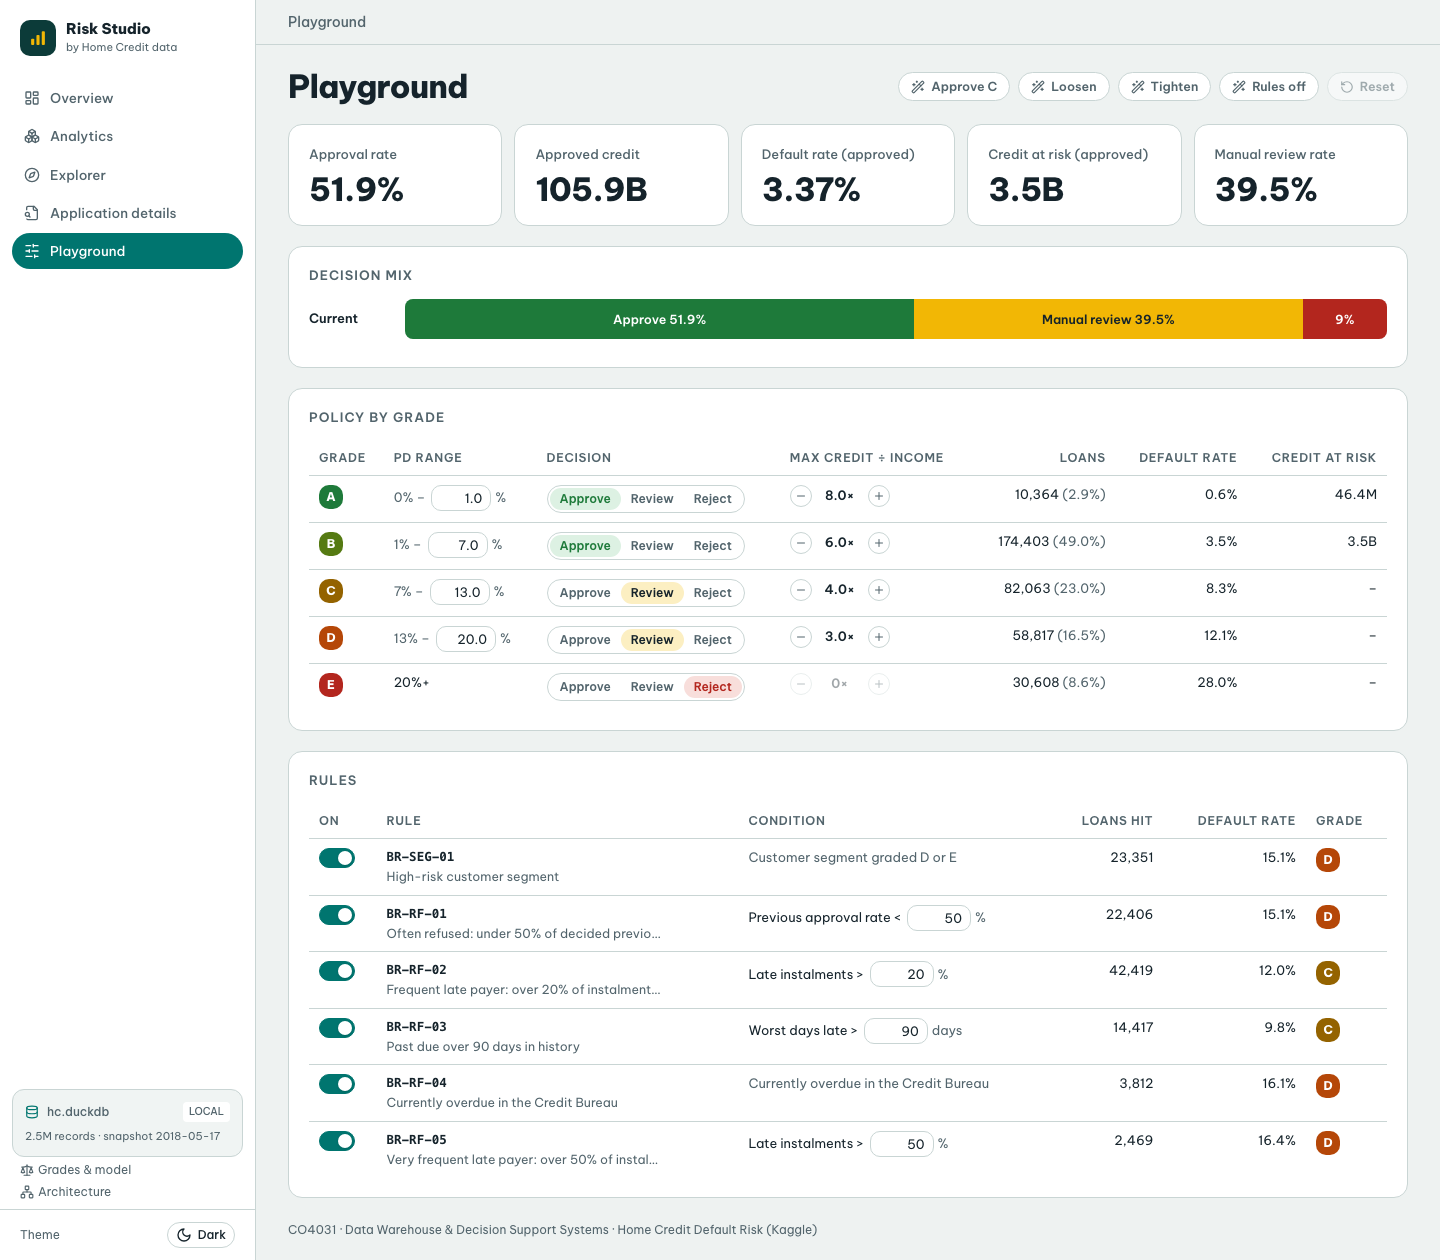 Risk Studio
by Home Credit data
Overview
Analytics
Explorer
Application details
Playground
hc.duckdb LOCAL
2.5M records · snapshot 2018-05-17
Grades & model
Architecture
Theme Dark
Playground
Playground
Approve C Loosen Tighten Rules off Reset
Approval rate Approved credit Default rate (approved) Credit at risk (approved) Manual review rate
51.9% 105.9B 3.37% 3.5B 39.5%
DECISION MIX
Current Approve 51.9% Manual review 39.5% 9%
POLICY BY GRADE
GRADE PD RANGE DECISION MAX CREDIT ÷ INCOME LOANS DEFAULT RATE CREDIT AT RISK
A 0% – 1.0 % Approve Review Reject − 8.0× + 10,364 (2.9%) 0.6% 46.4M
B 1% – 7.0 % Approve Review Reject − 6.0× + 174,403 (49.0%) 3.5% 3.5B
C 7% – 13.0 % Approve Review Reject − 4.0× + 82,063 (23.0%) 8.3% –
D 13% – 20.0 % Approve Review Reject − 3.0× + 58,817 (16.5%) 12.1% –
E 20%+ Approve Review Reject − 0× + 30,608 (8.6%) 28.0% –
RULES
ON RULE CONDITION LOANS HIT DEFAULT RATE GRADE
BR-SEG-01 Customer segment graded D or E 23,351 15.1% D
High-risk customer segment
BR-RF-01 Previous approval rate < 50 % 22,406 15.1% D
Often refused: under 50% of decided previo...
BR-RF-02 Late instalments > 20 % 42,419 12.0% C
Frequent late payer: over 20% of instalment...
BR-RF-03 Worst days late > 90 days 14,417 9.8% C
Past due over 90 days in history
BR-RF-04 Currently overdue in the Credit Bureau 3,812 16.1% D
Currently overdue in the Credit Bureau
BR-RF-05 Late instalments > 50 % 2,469 16.4% D
Very frequent late payer: over 50% of instal...
CO4031 · Data Warehouse & Decision Support Systems · Home Credit Default Risk (Kaggle)